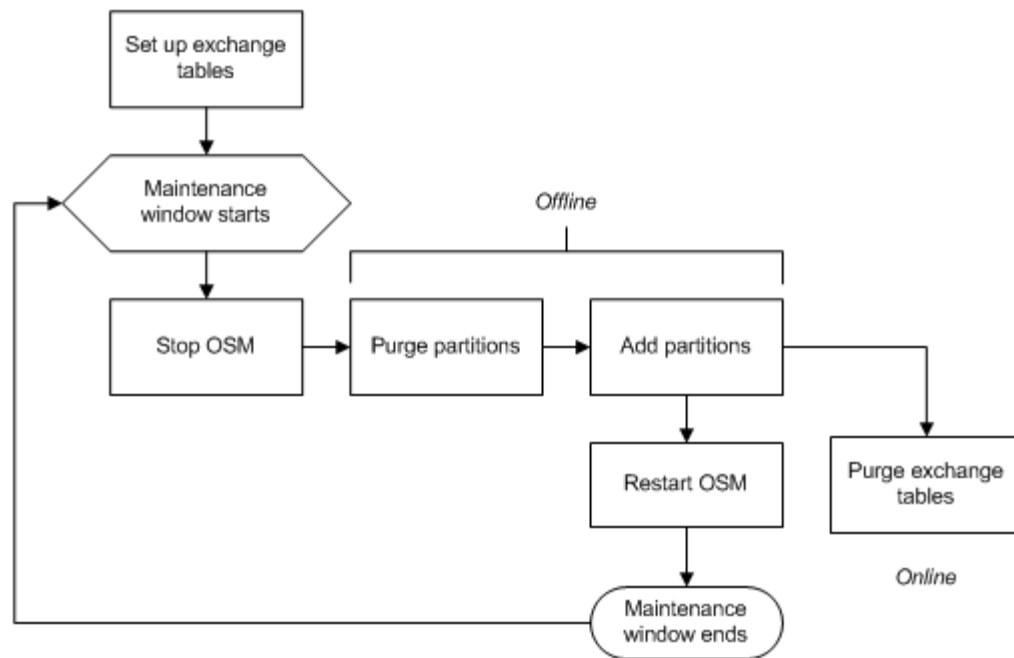 Set up exchange
tables
Maintenance
window starts
Offline
Stop OSM
Purge partitions
Add partitions
Restart OSM
Purge exchange
tables
Online
Maintenance
window ends